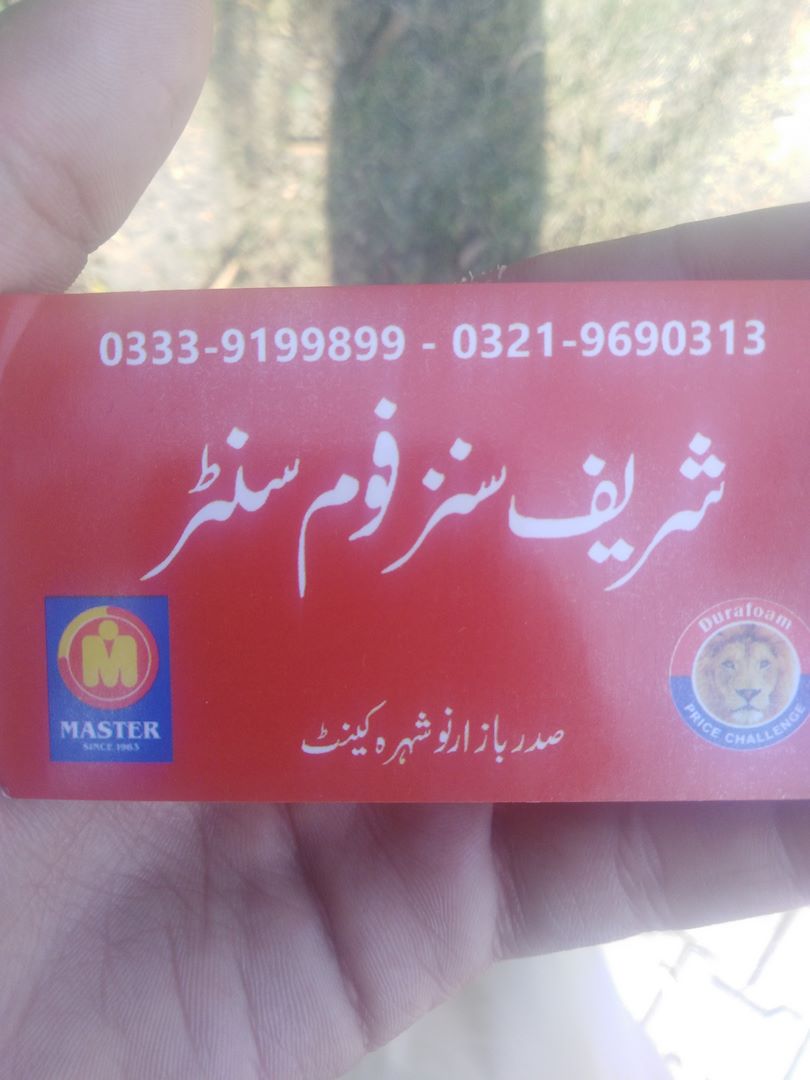 0333-9199899 - 0321-9690313
شریف سنز فوم سنٹر
MASTER
SINCE 1963
Durafoam
PRICE CHALLENGE
صدر بازار نوشہرہ کینٹ